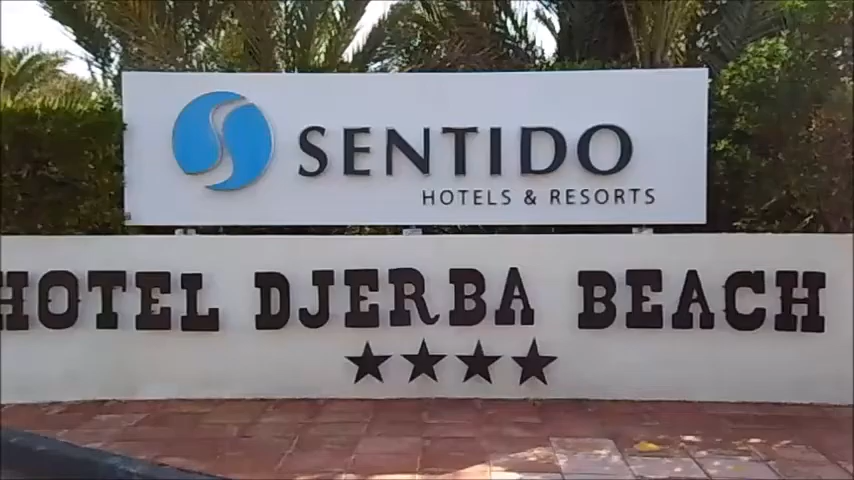 SENTIDO
HOTELS & RESORTS
HOTEL DJERBA BEACH